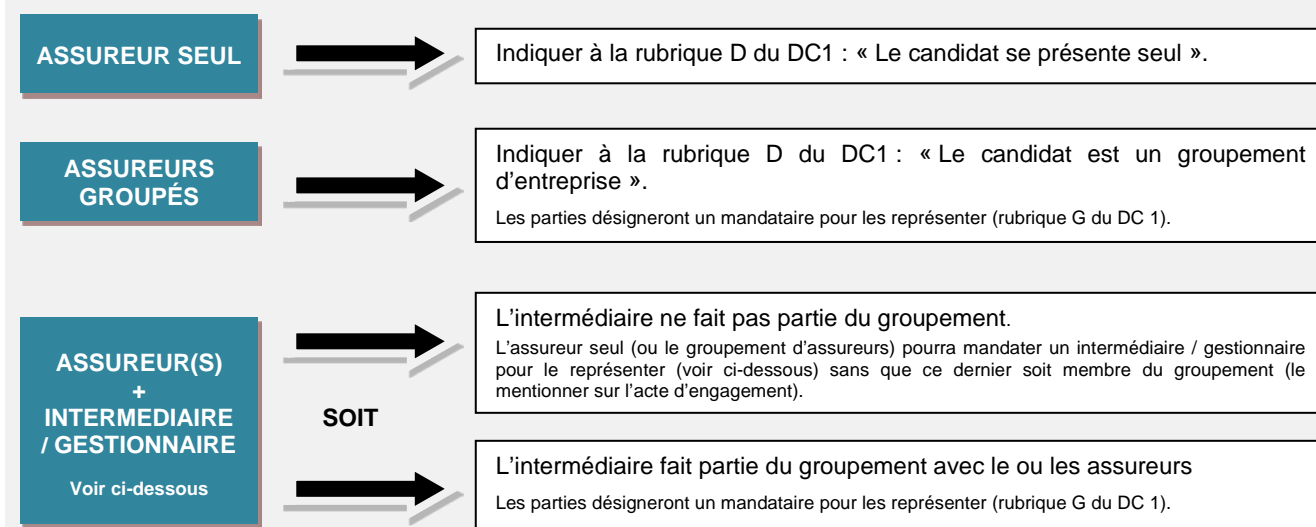 ASSUREUR SEUL
Indiquer à la rubrique D du DC1 : « Le candidat se présente seul ».
ASSUREURS
GROUPÉS
Indiquer à la rubrique D du DC1 : « Le candidat est un groupement
d’entreprise ».
Les parties désigneront un mandataire pour les représenter (rubrique G du DC 1).
ASSUREUR(S)
+
INTERMEDIAIRE
/ GESTIONNAIRE
Voir ci-dessous
SOIT
L’intermédiaire ne fait pas partie du groupement.
L’assureur seul (ou le groupement d’assureurs) pourra mandater un intermédiaire / gestionnaire
pour le représenter (voir ci-dessous) sans que ce dernier soit membre du groupement (le
mentionner sur l’acte d’engagement).
L’intermédiaire fait partie du groupement avec le ou les assureurs
Les parties désigneront un mandataire pour les représenter (rubrique G du DC 1).